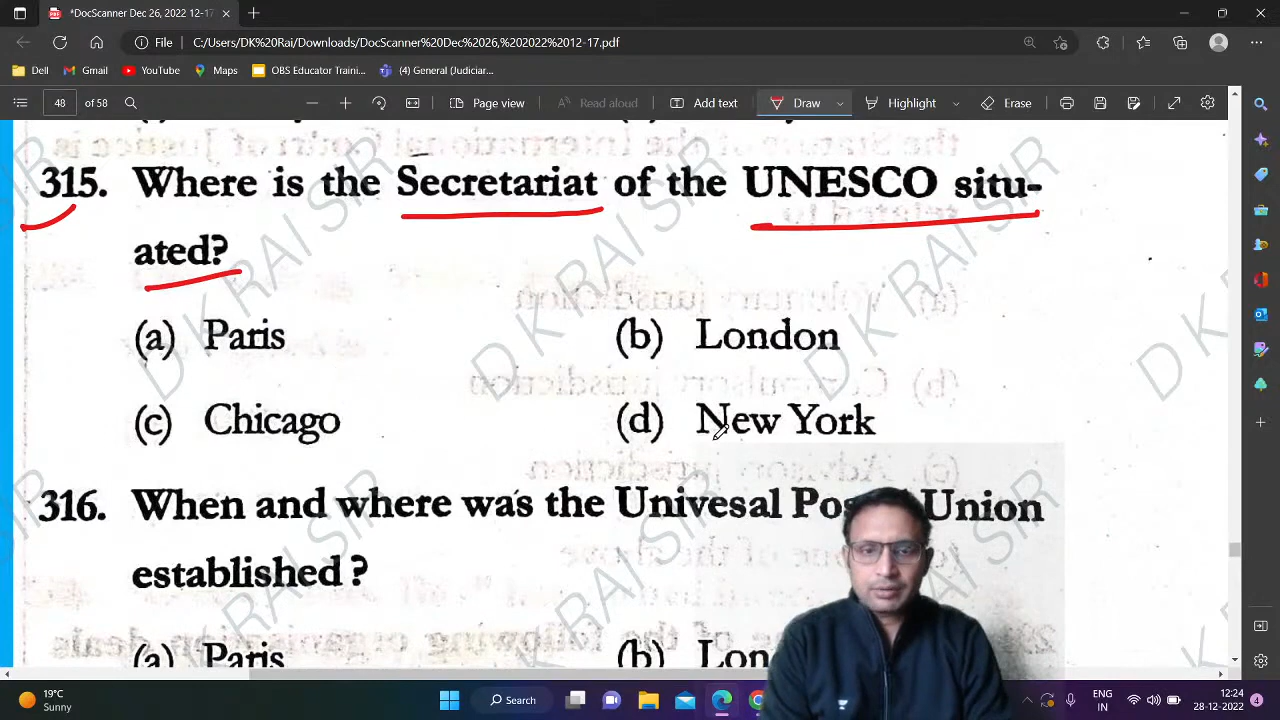 *DocScanner Dec 26, 2022 12-17
File C:/Users/DK%20Rai/Downloads/DocScanner%20Dec%2026,%202022%2012-17.pdf
Dell Gmail YouTube Maps OBS Educator Traini... (4) General (Judiciar...
48 of 58 Page view Read aloud Add text Draw Highlight Erase
315. Where is the Secretariat of the UNESCO situ-
ated?
(a) Paris (b) London
(c) Chicago (d) New York
316. When and where was the Univesal Union
established ?
(a) Paris (b)
D K RAI SIR
19°C
Sunny
Search
ENG
IN
12:24
28-12-2022